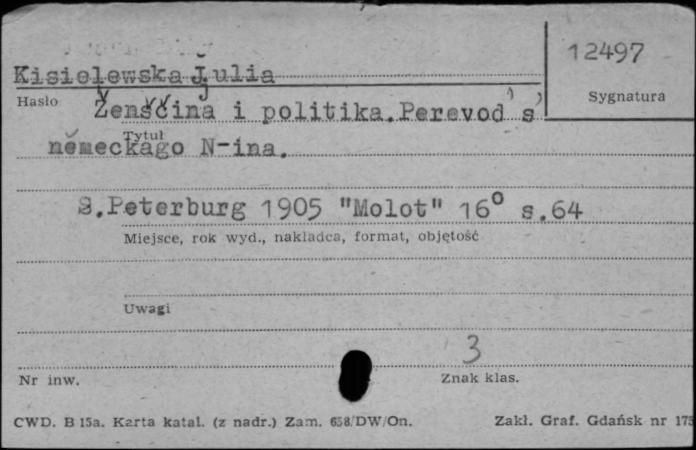 12497
Kisielewska Julia
Hasło
Sygnatura
Ženščina i politika.Perevod' s'
Tytuł
německago N-ina.
S.Peterburg 1905 "Molot" 16° s.64
Miejsce, rok wyd., nakładca, format, objętość
Uwagi
3
Nr inw.
Znak klas.
CWD. B 15a. Karta katal. (z nadr.) Zam. 658/DW/On.
Zakł. Graf. Gdańsk nr 175